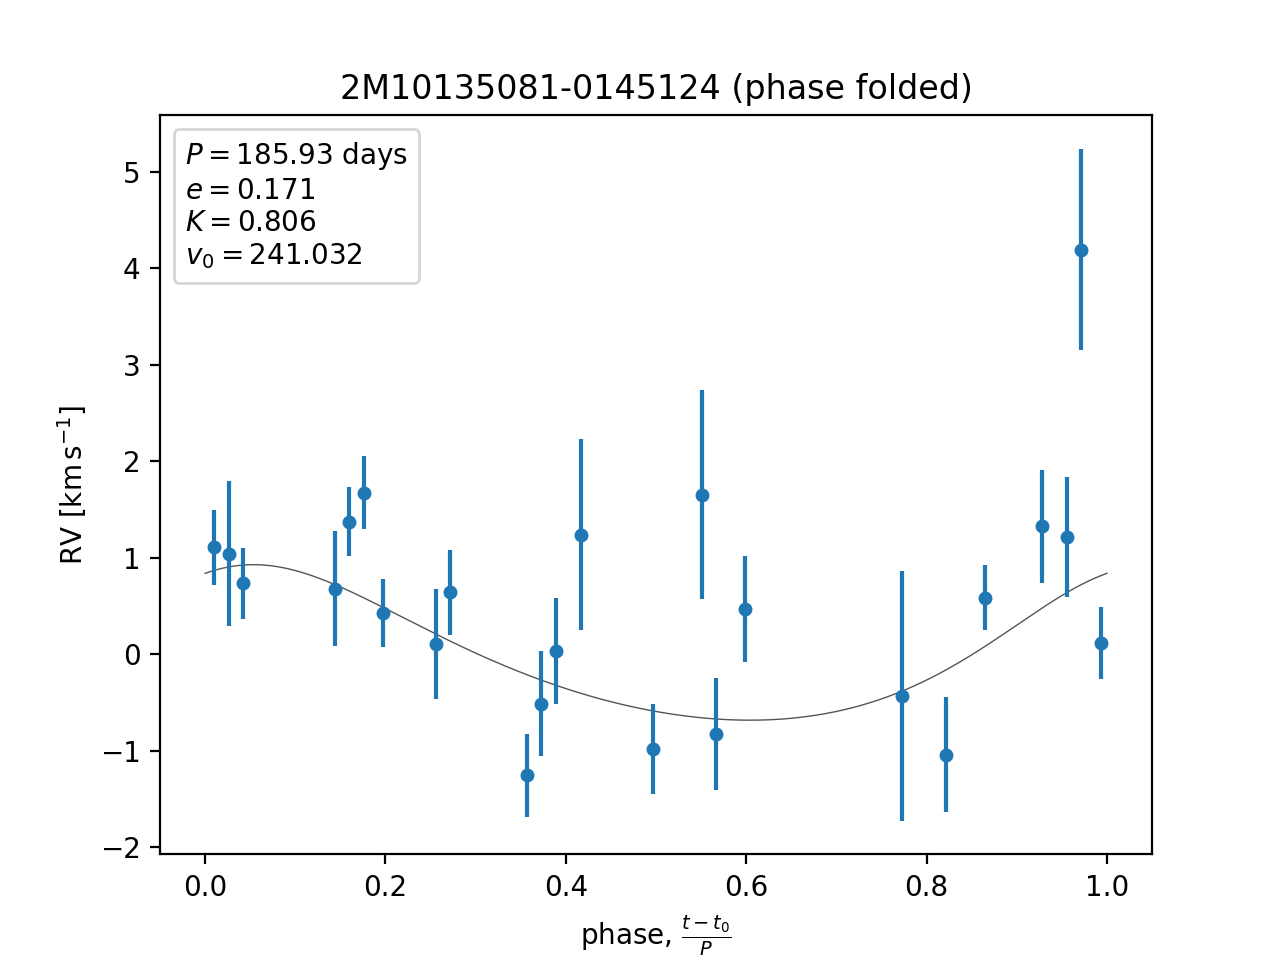 2M10135081-0145124 (phase folded)
P = 185.93 days
e = 0.171
K = 0.806
v₀ = 241.032
5
4
3
2
1
0
−1
−2
RV [km s⁻¹]
0.0 0.2 0.4 0.6 0.8 1.0
phase, (t − t₀)/P